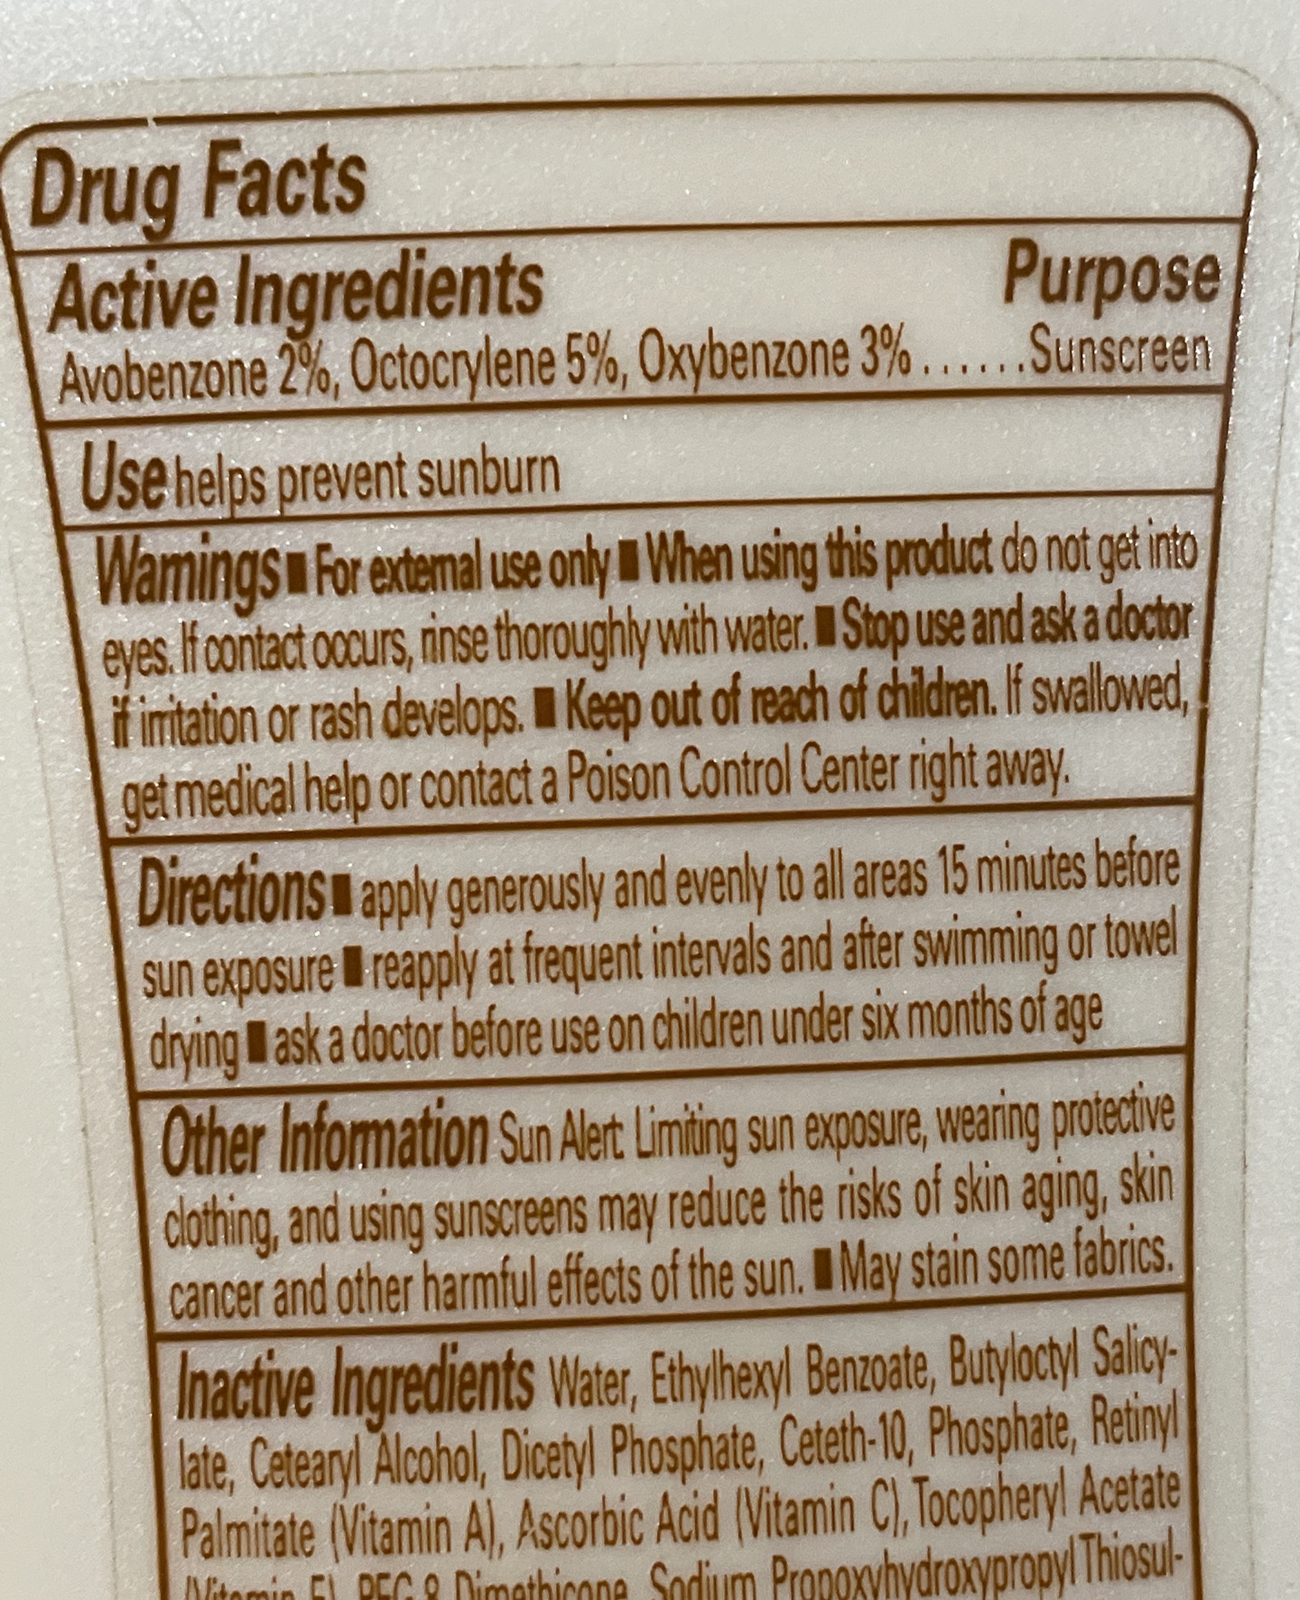 Drug Facts
Active Ingredients Purpose
Avobenzone 2%, Octocrylene 5%, Oxybenzone 3% ...... Sunscreen
Use helps prevent sunburn
Warnings ■ For external use only ■ When using this product do not get into
eyes. If contact occurs, rinse thoroughly with water. ■ Stop use and ask a doctor
if irritation or rash develops. ■ Keep out of reach of children. If swallowed,
get medical help or contact a Poison Control Center right away.
Directions ■ apply generously and evenly to all areas 15 minutes before
sun exposure ■ reapply at frequent intervals and after swimming or towel
drying ■ ask a doctor before use on children under six months of age
Other Information Sun Alert: Limiting sun exposure, wearing protective
clothing, and using sunscreens may reduce the risks of skin aging, skin
cancer and other harmful effects of the sun. ■ May stain some fabrics.
Inactive Ingredients Water, Ethylhexyl Benzoate, Butyloctyl Salicy-
late, Cetearyl Alcohol, Dicetyl Phosphate, Ceteth-10, Phosphate, Retinyl
Palmitate (Vitamin A), Ascorbic Acid (Vitamin C), Tocopheryl Acetate
(Vitamin E), PEG-8 Dimethicone, Sodium Propoxyhydroxypropyl Thiosul-